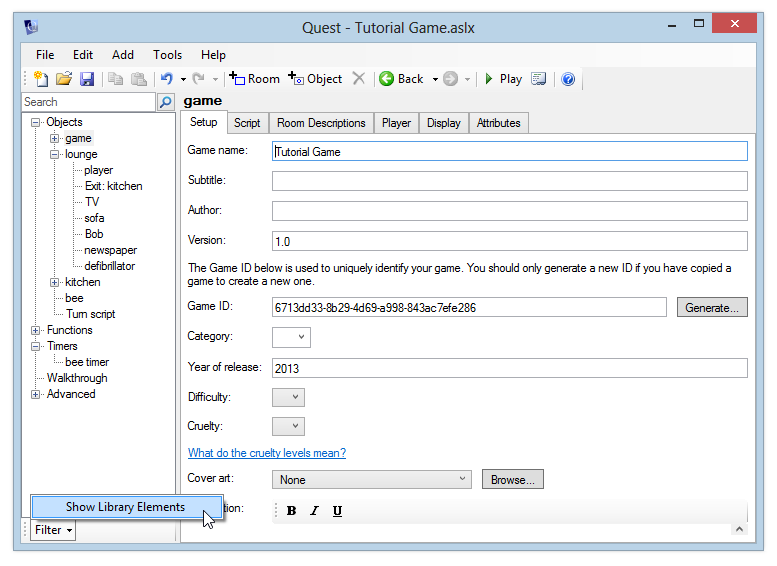 Quest - Tutorial Game.aslx
File Edit Add Tools Help
Room Object Back Play
Search
game
Objects
game
lounge
player
Exit: kitchen
TV
sofa
Bob
newspaper
defibrillator
kitchen
bee
Turn script
Functions
Timers
bee timer
Walkthrough
Advanced
Setup Script Room Descriptions Player Display Attributes
Game name: Tutorial Game
Subtitle:
Author:
Version: 1.0
The Game ID below is used to uniquely identify your game. You should only generate a new ID if you have copied a
game to create a new one.
Game ID: 6713dd33-8b29-4d69-a998-843ac7efe286 Generate...
Category:
Year of release: 2013
Difficulty:
Cruelty:
What do the cruelty levels mean?
Cover art: None Browse...
B I U
Show Library Elements
Filter